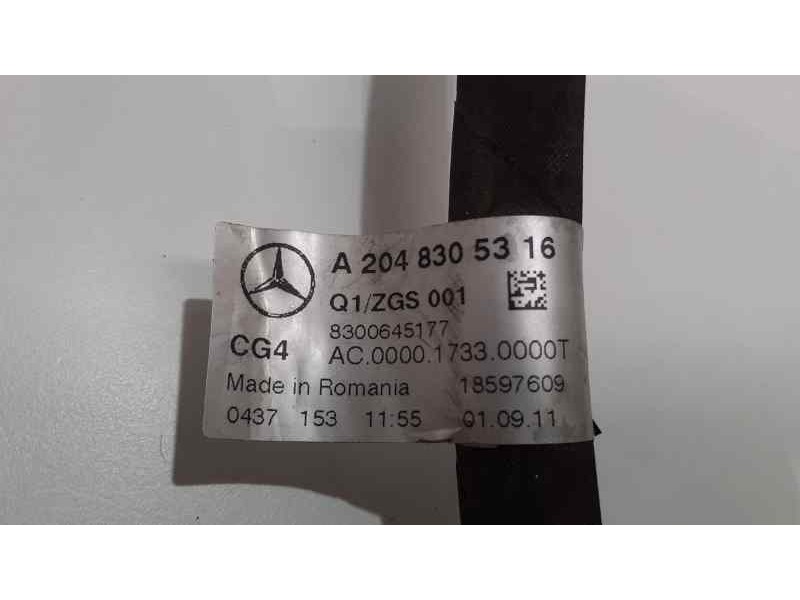 A 204 830 53 16
Q1/ZGS 001
8300645177
CG4 AC.0000.1733.0000T
Made in Romania 18597609
0437 153 11:55 01.09.11